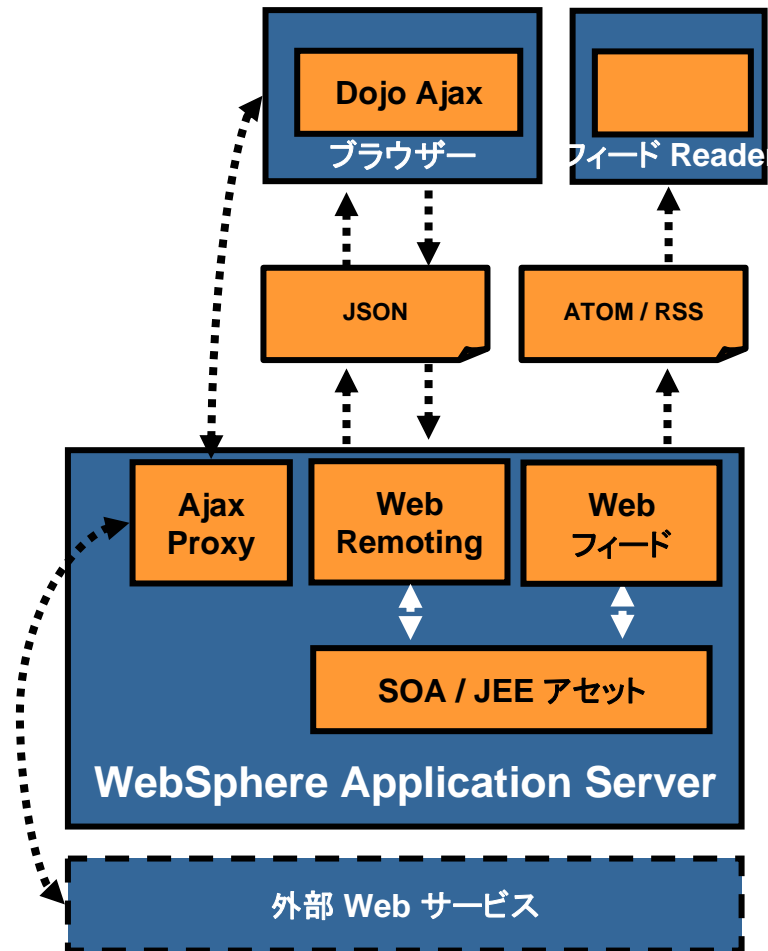 Dojo Ajax
ブラウザー
フィード Reader
JSON
ATOM / RSS
Ajax
Proxy
Web
Remoting
Web
フィード
SOA / JEE アセット
WebSphere Application Server
外部 Web サービス